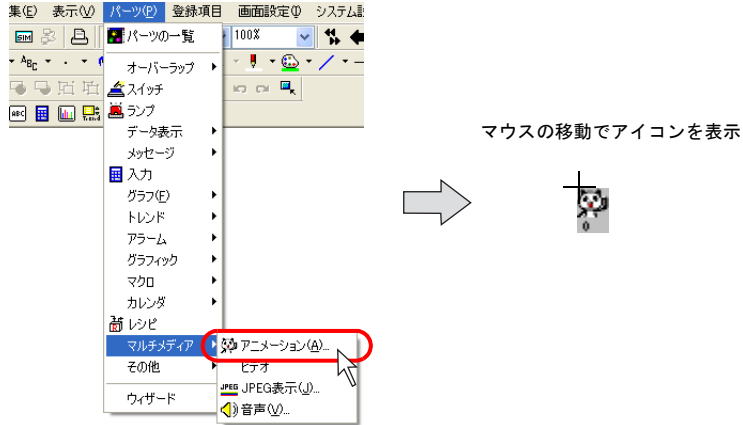 集(E) 表示(V) パーツ(P) 登録項目 画面設定(I) システム
SIM パーツの一覧 100%
ABC オーバーラップ
スイッチ
ABC Trend ランプ
データ表示
メッセージ
入力
グラフ(F)
トレンド
アラーム
グラフィック
マクロ
カレンダ
レシピ
マルチメディア アニメーション(A)...
その他 ビデオ
JPEG JPEG表示(J)...
ウィザード 音声(V)...
マウスの移動でアイコンを表示
0